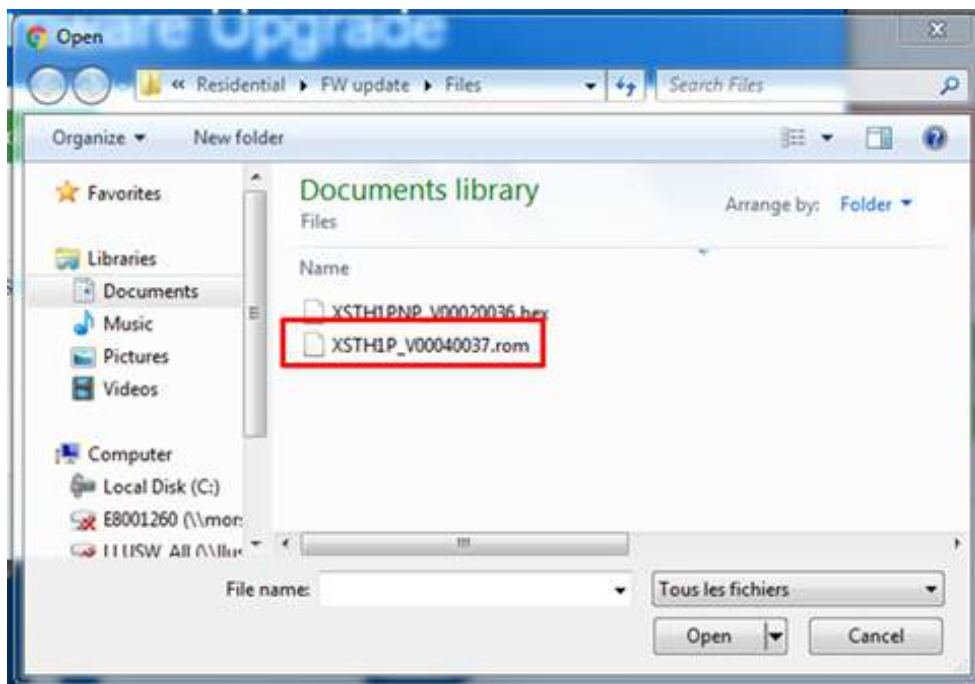 ware Upgrade
Open
« Residential ▸ FW update ▸ Files
Search Files
Organize
New folder
Favorites
Documents library
Files
Arrange by: Folder
Libraries
Name
Documents
XSTH1PNP_V00020036.hex
Music
XSTH1P_V00040037.rom
Pictures
Videos
Computer
Local Disk (C:)
E8001260 (\\mor
File name:
Tous les fichiers
Open
Cancel